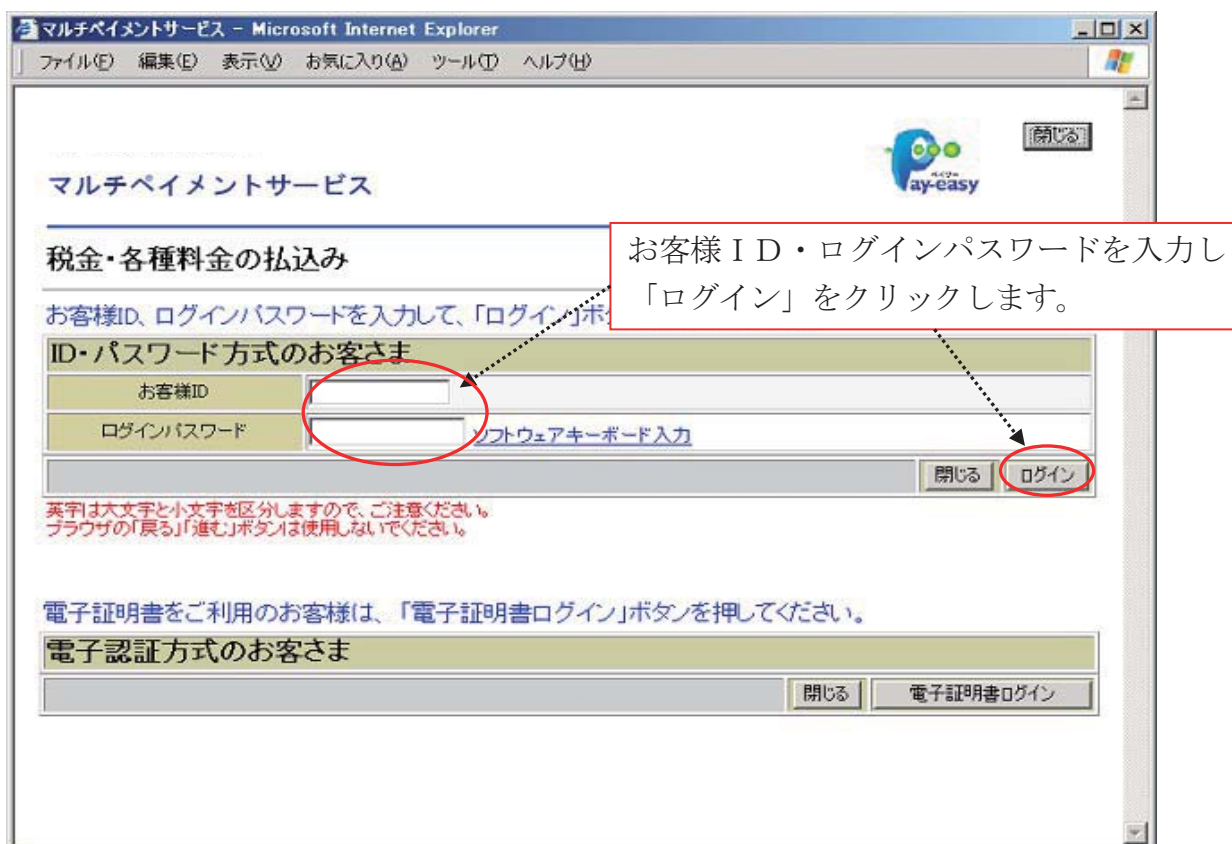 マルチペイメントサービス - Microsoft Internet Explorer
ファイル(F) 編集(E) 表示(V) お気に入り(A) ツール(T) ヘルプ(H)
閉じる
ペイジー
Pay-easy
マルチペイメントサービス
税金・各種料金の払込み
お客様ＩＤ・ログインパスワードを入力し
「ログイン」をクリックします。
お客様ID、ログインパスワードを入力して、「ログイン」ボ
ID・パスワード方式のお客さま
お客様ID
ログインパスワード ソフトウェアキーボード入力
閉じる ログイン
英字は大文字と小文字を区分しますので、ご注意ください。
ブラウザの「戻る」「進む」ボタンは使用しないでください。
電子証明書をご利用のお客様は、「電子証明書ログイン」ボタンを押してください。
電子認証方式のお客さま
閉じる 電子証明書ログイン